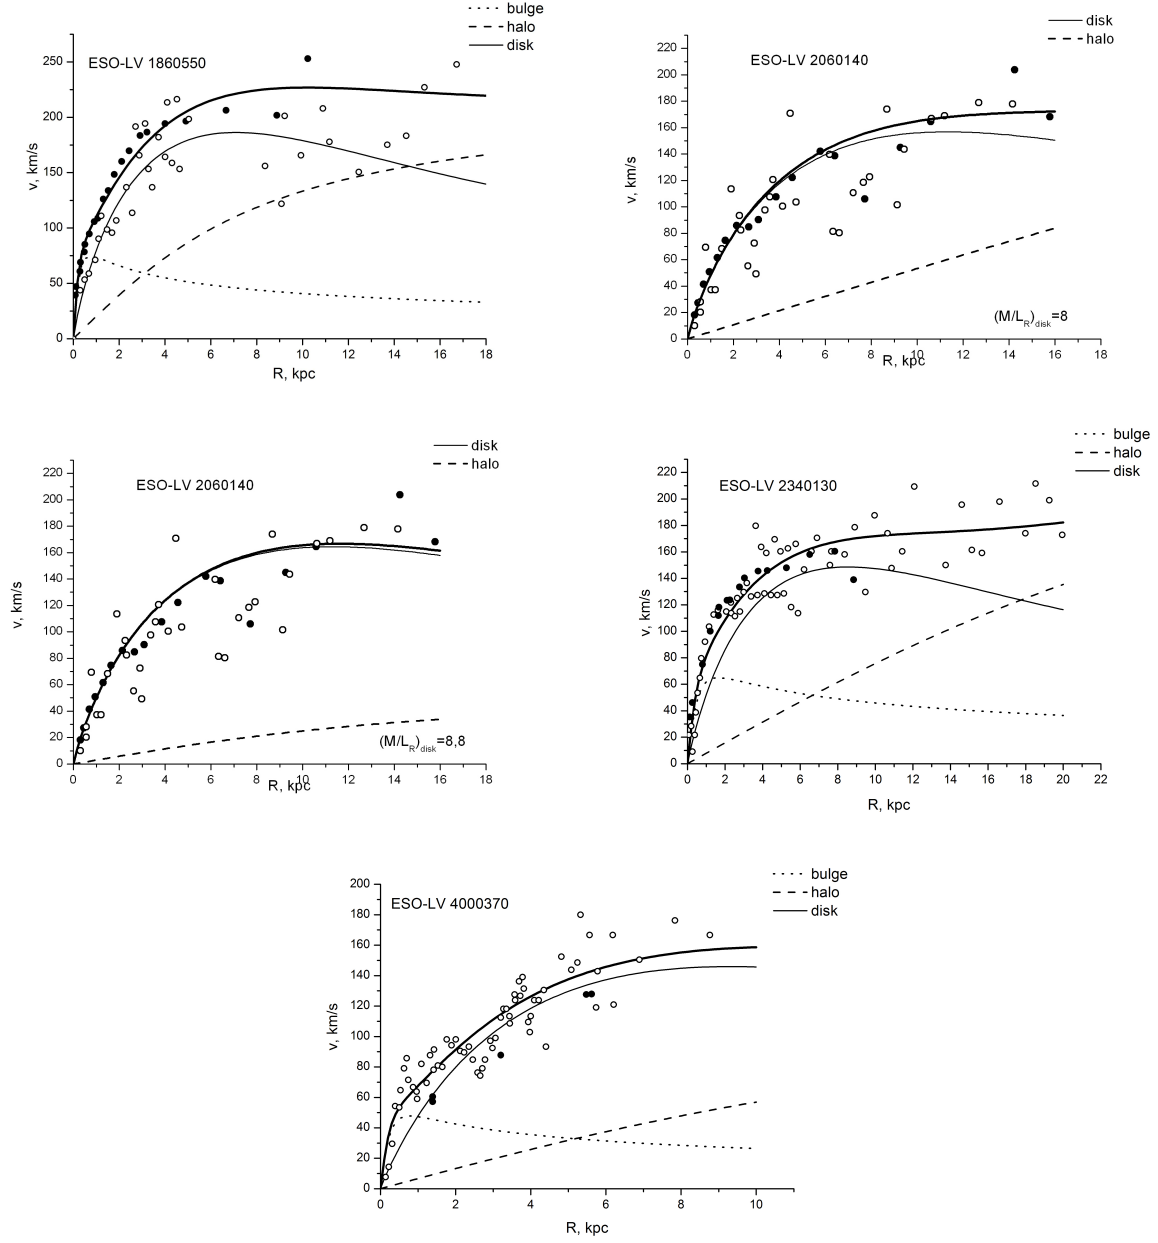 bulge
halo
disk
ESO-LV 1860550
v, km/s
250
200
150
100
50
0
0 2 4 6 8 10 12 14 16 18
R, kpc
disk
halo
ESO-LV 2060140
v, km/s
220
200
180
160
140
120
100
80
60
40
20
0
(M/LR)disk=8
0 2 4 6 8 10 12 14 16 18
R, kpc
disk
halo
ESO-LV 2060140
v, km/s
220
200
180
160
140
120
100
80
60
40
20
0
(M/LR)disk=8,8
0 2 4 6 8 10 12 14 16 18
R, kpc
bulge
halo
disk
ESO-LV 2340130
v, km/s
220
200
180
160
140
120
100
80
60
40
20
0
0 2 4 6 8 10 12 14 16 18 20 22
R, kpc
bulge
halo
disk
ESO-LV 4000370
v, km/s
200
180
160
140
120
100
80
60
40
20
0
0 2 4 6 8 10
R, kpc